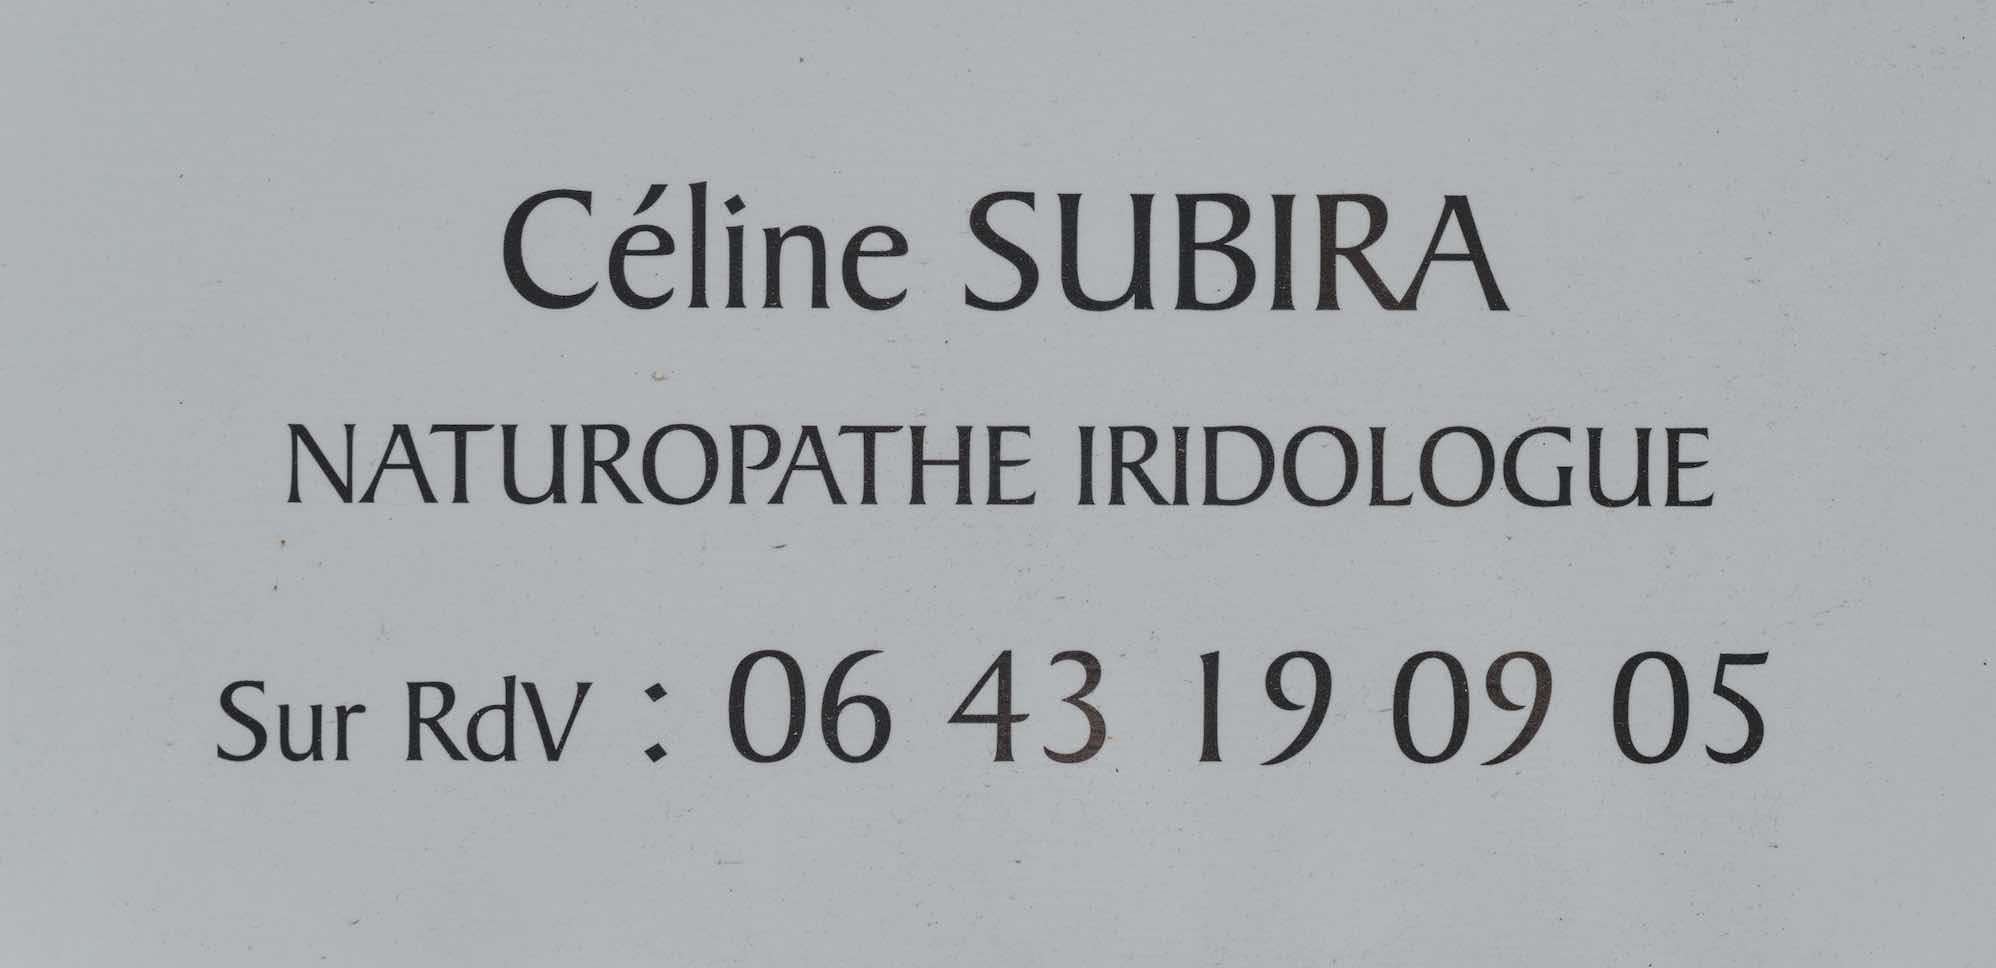 Céline SUBIRA
NATUROPATHE IRIDOLOGUE
Sur RdV : 06 43 19 09 05